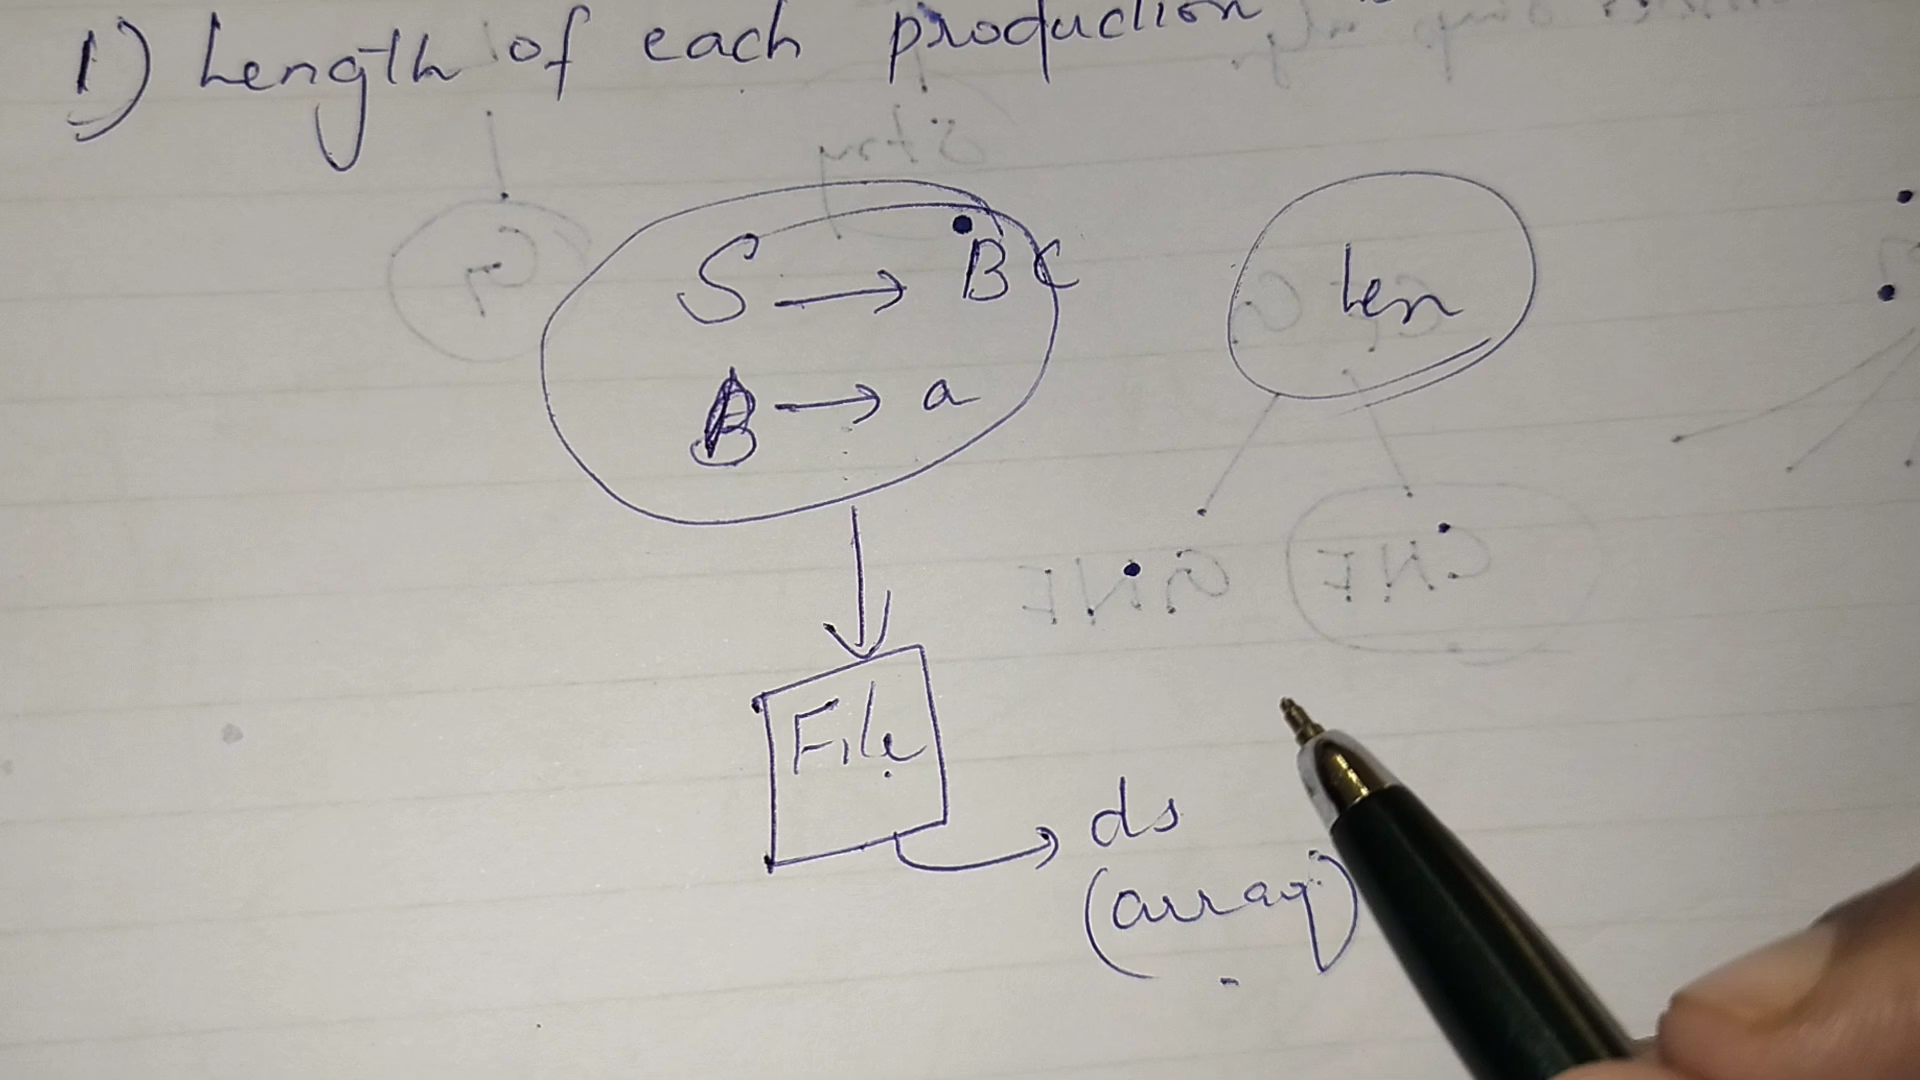 1) Length of each production
S → BC
B → a
len
File
ds
(array)